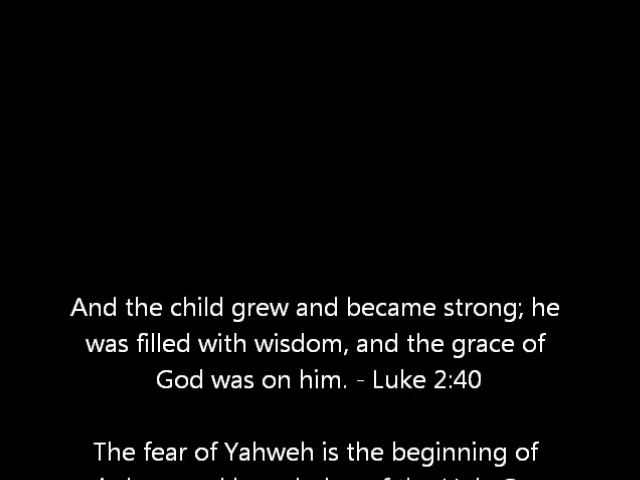 And the child grew and became strong; he
was filled with wisdom, and the grace of
God was on him. - Luke 2:40
The fear of Yahweh is the beginning of